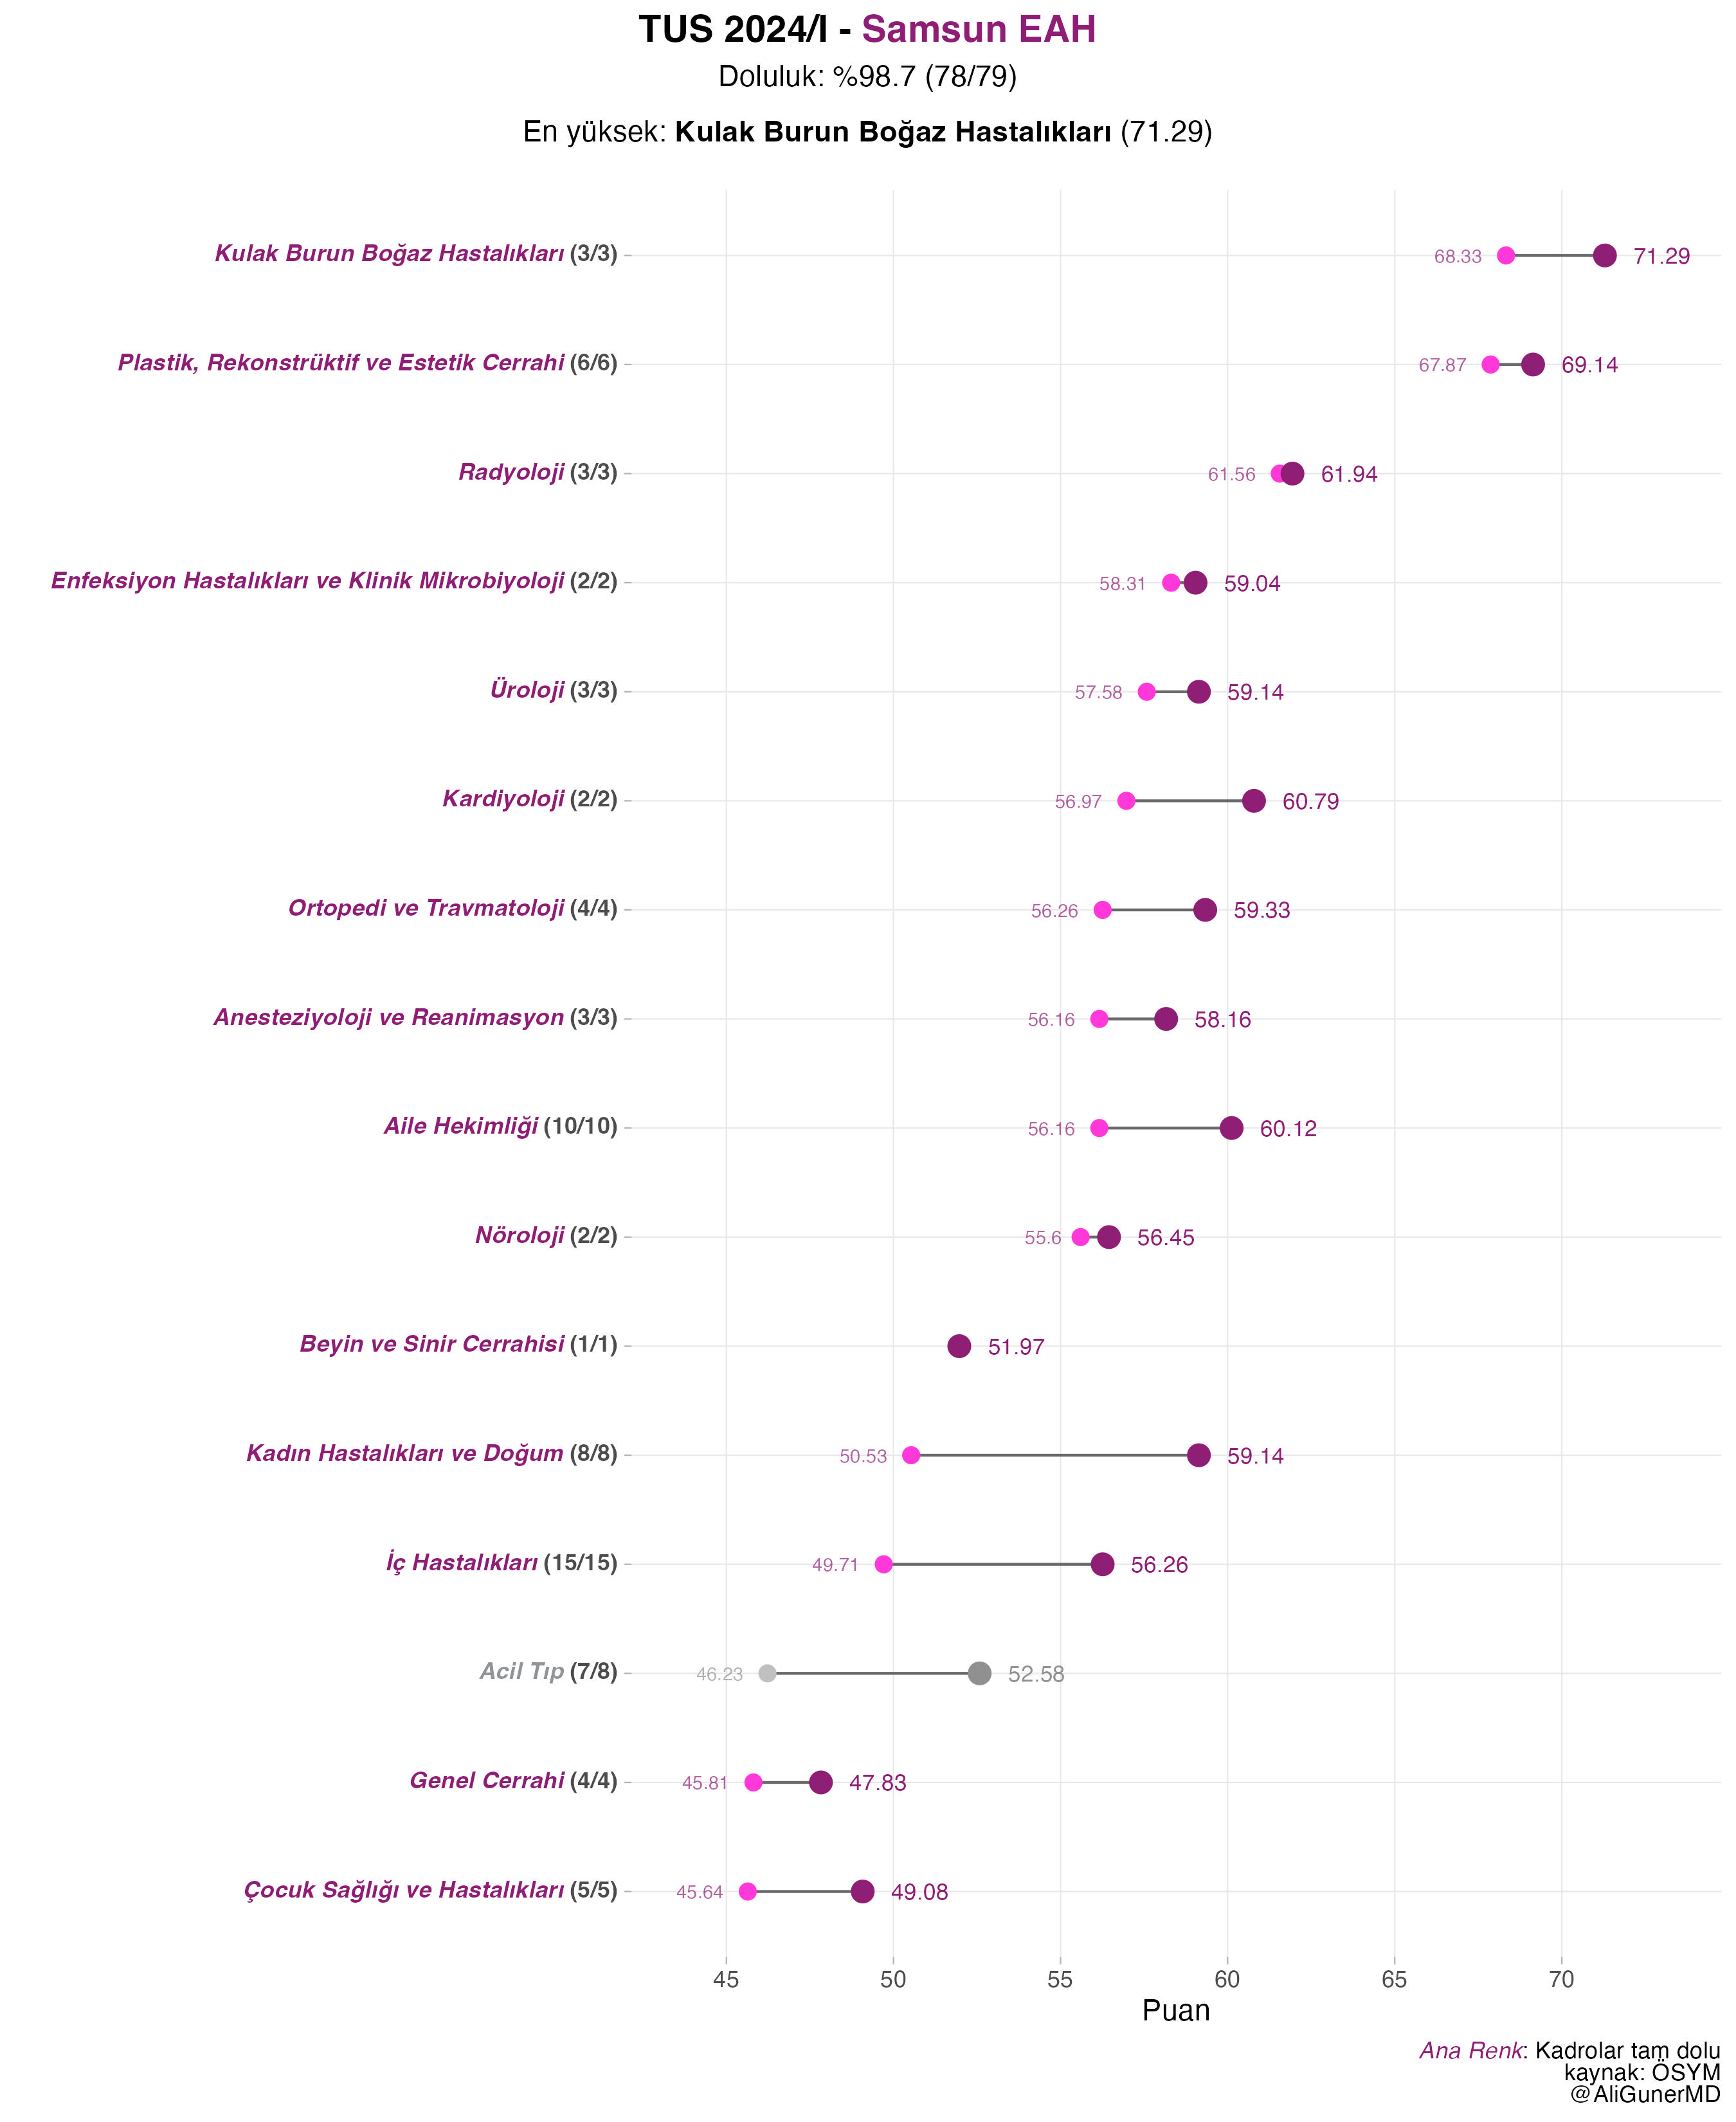 TUS 2024/I - Samsun EAH
Doluluk: %98.7 (78/79)
En yüksek: Kulak Burun Boğaz Hastalıkları (71.29)
Kulak Burun Boğaz Hastalıkları (3/3) 68.33 71.29
Plastik, Rekonstrüktif ve Estetik Cerrahi (6/6) 67.87 69.14
Radyoloji (3/3) 61.56 61.94
Enfeksiyon Hastalıkları ve Klinik Mikrobiyoloji (2/2) 58.31 59.04
Üroloji (3/3) 57.58 59.14
Kardiyoloji (2/2) 56.97 60.79
Ortopedi ve Travmatoloji (4/4) 56.26 59.33
Anesteziyoloji ve Reanimasyon (3/3) 56.16 58.16
Aile Hekimliği (10/10) 56.16 60.12
Nöroloji (2/2) 55.6 56.45
Beyin ve Sinir Cerrahisi (1/1) 51.97
Kadın Hastalıkları ve Doğum (8/8) 50.53 59.14
İç Hastalıkları (15/15) 49.71 56.26
Acil Tıp (7/8) 46.23 52.58
Genel Cerrahi (4/4) 45.81 47.83
Çocuk Sağlığı ve Hastalıkları (5/5) 45.64 49.08
45 50 55 60 65 70
Puan
Ana Renk: Kadrolar tam dolu
kaynak: ÖSYM
@AliGunerMD